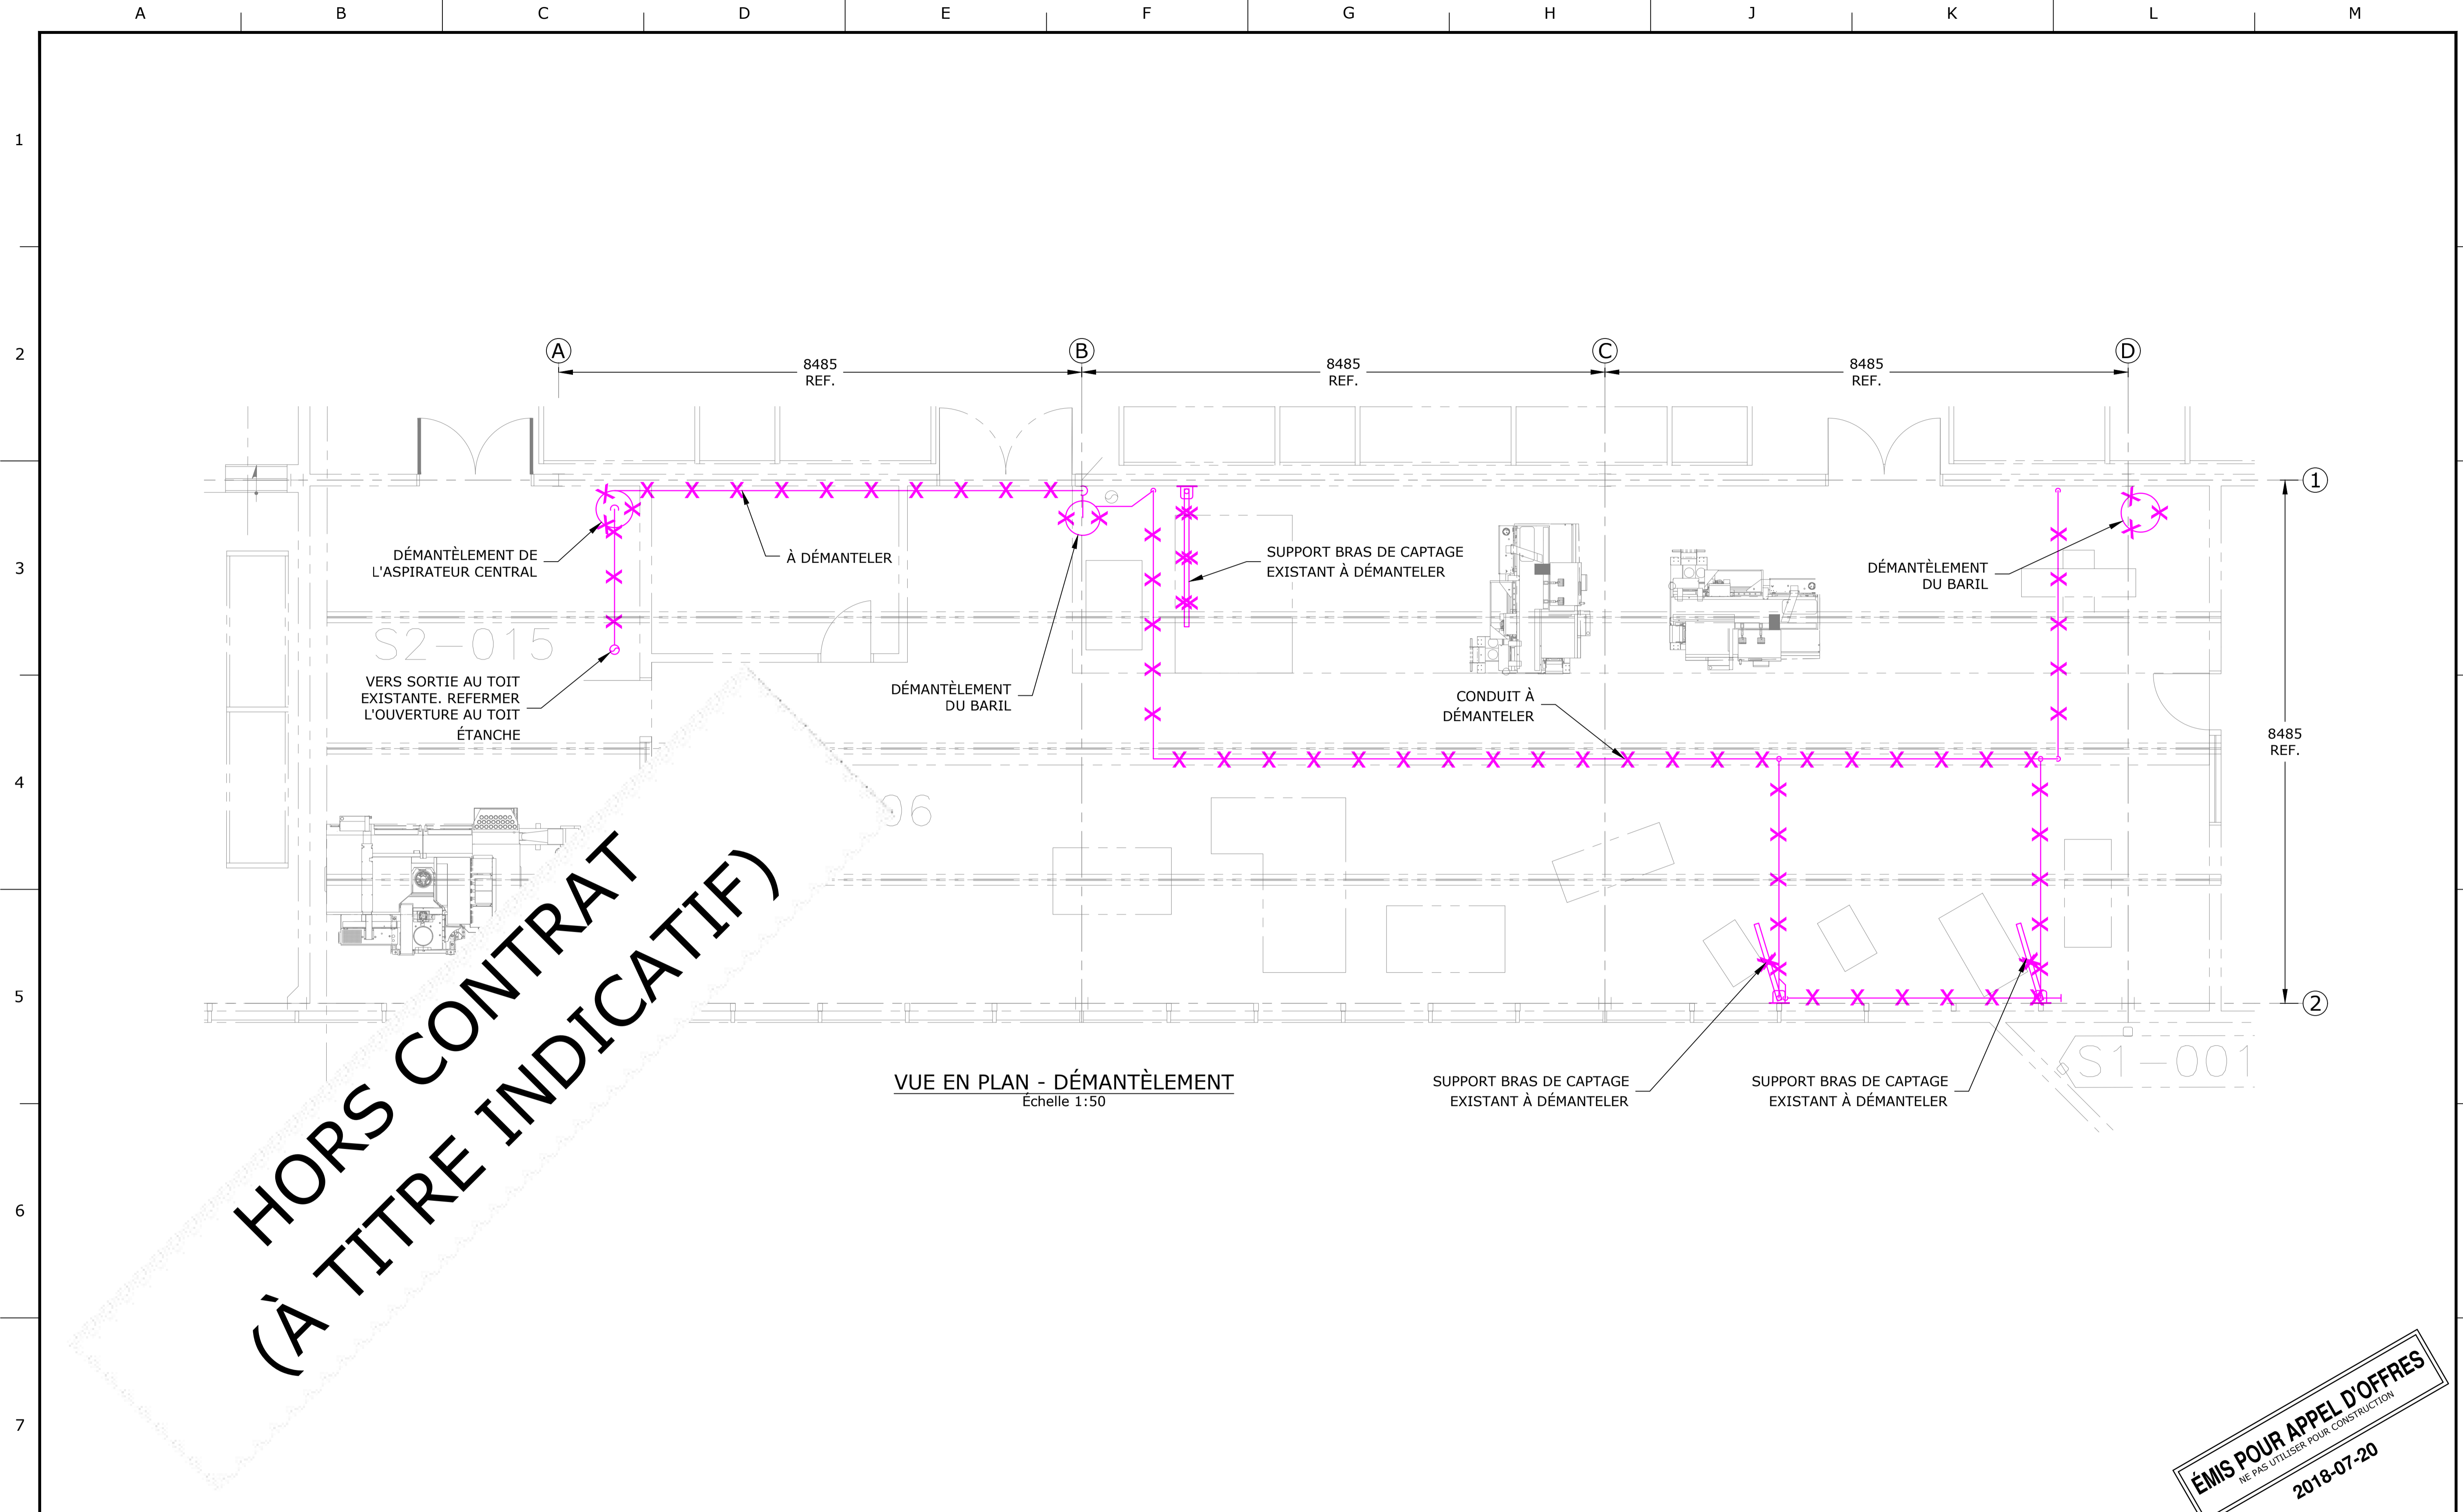 A B C D E F G H J K L M
1
2
3
4
5
6
7
A
B
C
D
8485
REF.
8485
REF.
8485
REF.
1
2
8485
REF.
DÉMANTÈLEMENT DE
L'ASPIRATEUR CENTRAL
À DÉMANTELER
SUPPORT BRAS DE CAPTAGE
EXISTANT À DÉMANTELER
DÉMANTÈLEMENT
DU BARIL
S2-015
VERS SORTIE AU TOIT
EXISTANTE. REFERMER
L'OUVERTURE AU TOIT
ÉTANCHE
DÉMANTÈLEMENT
DU BARIL
CONDUIT À
DÉMANTELER
06
HORS CONTRAT
(À TITRE INDICATIF)
VUE EN PLAN - DÉMANTÈLEMENT
Échelle 1:50
SUPPORT BRAS DE CAPTAGE
EXISTANT À DÉMANTELER
SUPPORT BRAS DE CAPTAGE
EXISTANT À DÉMANTELER
S1-001
ÉMIS POUR APPEL D'OFFRES
NE PAS UTILISER POUR CONSTRUCTION
2018-07-20